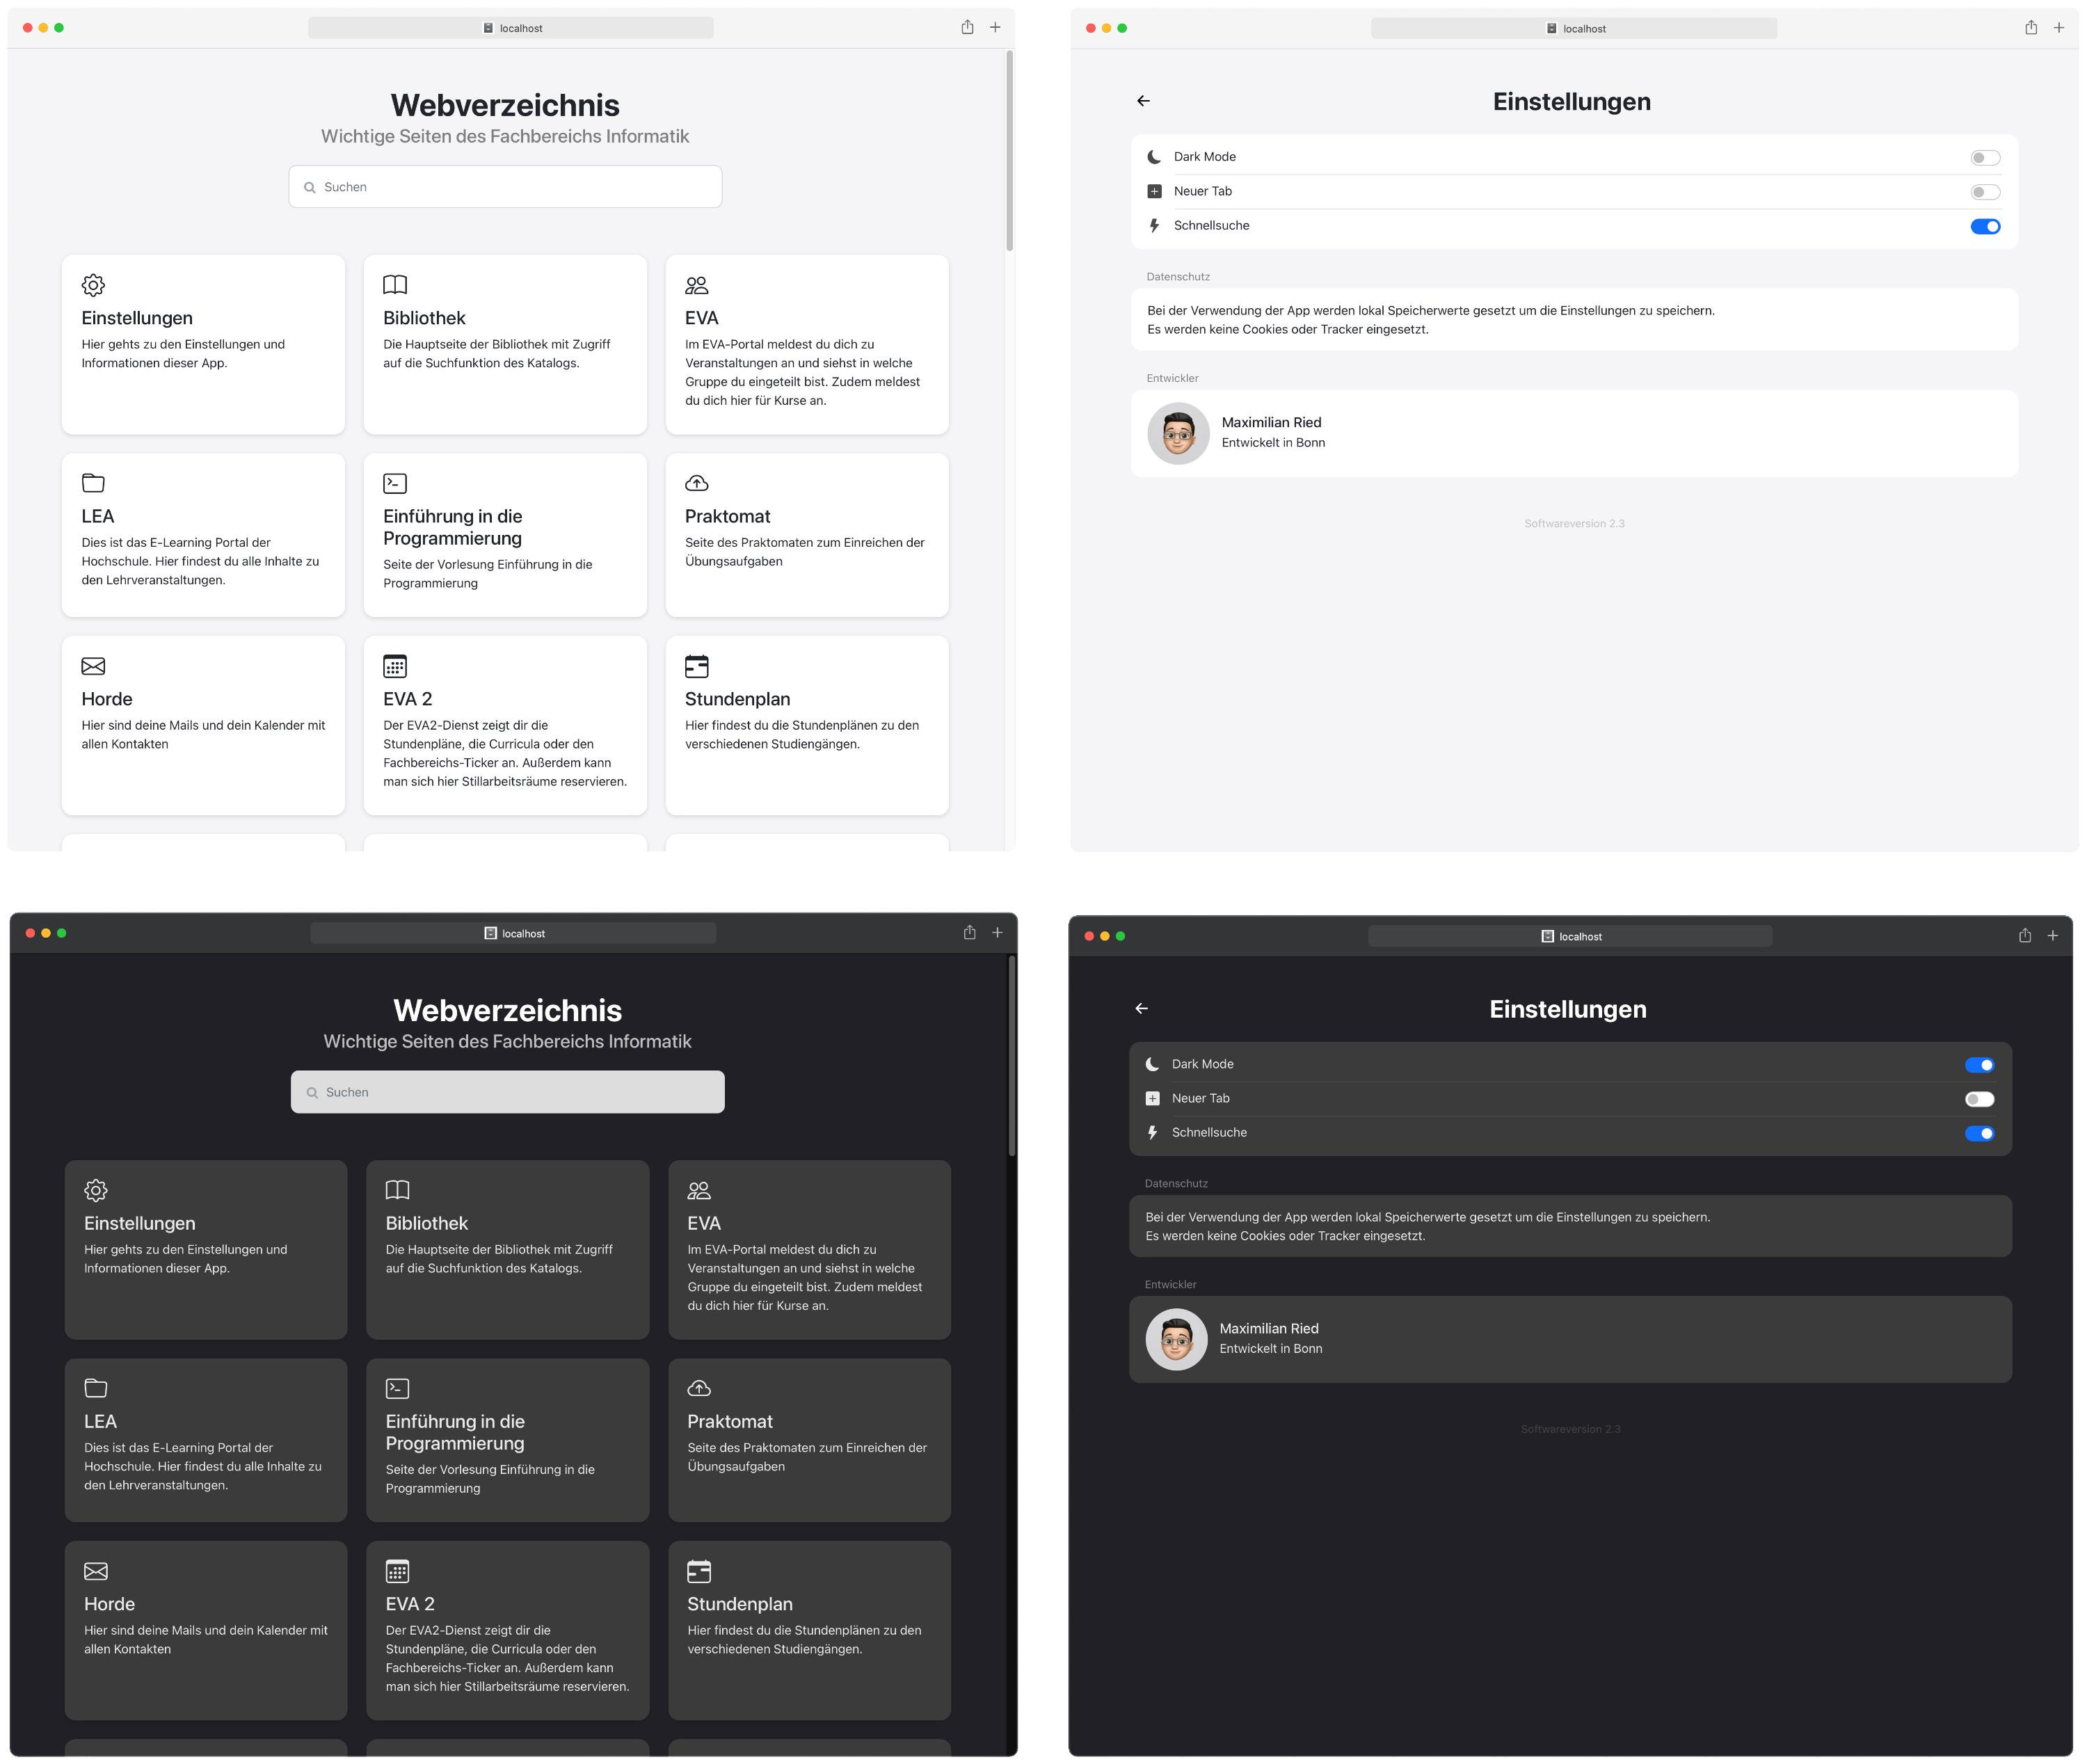 localhost
Webverzeichnis
Wichtige Seiten des Fachbereichs Informatik
Suchen
Einstellungen
Hier gehts zu den Einstellungen und
Informationen dieser App.
Bibliothek
Die Hauptseite der Bibliothek mit Zugriff
auf die Suchfunktion des Katalogs.
EVA
Im EVA-Portal meldest du dich zu
Veranstaltungen an und siehst in welche
Gruppe du eingeteilt bist. Zudem meldest
du dich hier für Kurse an.
LEA
Dies ist das E-Learning Portal der
Hochschule. Hier findest du alle Inhalte zu
den Lehrveranstaltungen.
Einführung in die
Programmierung
Seite der Vorlesung Einführung in die
Programmierung
Praktomat
Seite des Praktomaten zum Einreichen der
Übungsaufgaben
Horde
Hier sind deine Mails und dein Kalender mit
allen Kontakten
EVA 2
Der EVA2-Dienst zeigt dir die
Stundenpläne, die Curricula oder den
Fachbereichs-Ticker an. Außerdem kann
man sich hier Stillarbeitsräume reservieren.
Stundenplan
Hier findest du die Stundenplänen zu den
verschiedenen Studiengängen.
localhost
Einstellungen
Dark Mode
Neuer Tab
Schnellsuche
Datenschutz
Bei der Verwendung der App werden lokal Speicherwerte gesetzt um die Einstellungen zu speichern.
Es werden keine Cookies oder Tracker eingesetzt.
Entwickler
Maximilian Ried
Entwickelt in Bonn
Softwareversion 2.3
localhost
Webverzeichnis
Wichtige Seiten des Fachbereichs Informatik
Suchen
Einstellungen
Hier gehts zu den Einstellungen und
Informationen dieser App.
Bibliothek
Die Hauptseite der Bibliothek mit Zugriff
auf die Suchfunktion des Katalogs.
EVA
Im EVA-Portal meldest du dich zu
Veranstaltungen an und siehst in welche
Gruppe du eingeteilt bist. Zudem meldest
du dich hier für Kurse an.
LEA
Dies ist das E-Learning Portal der
Hochschule. Hier findest du alle Inhalte zu
den Lehrveranstaltungen.
Einführung in die
Programmierung
Seite der Vorlesung Einführung in die
Programmierung
Praktomat
Seite des Praktomaten zum Einreichen der
Übungsaufgaben
Horde
Hier sind deine Mails und dein Kalender mit
allen Kontakten
EVA 2
Der EVA2-Dienst zeigt dir die
Stundenpläne, die Curricula oder den
Fachbereichs-Ticker an. Außerdem kann
man sich hier Stillarbeitsräume reservieren.
Stundenplan
Hier findest du die Stundenplänen zu den
verschiedenen Studiengängen.
localhost
Einstellungen
Dark Mode
Neuer Tab
Schnellsuche
Datenschutz
Bei der Verwendung der App werden lokal Speicherwerte gesetzt um die Einstellungen zu speichern.
Es werden keine Cookies oder Tracker eingesetzt.
Entwickler
Maximilian Ried
Entwickelt in Bonn
Softwareversion 2.3